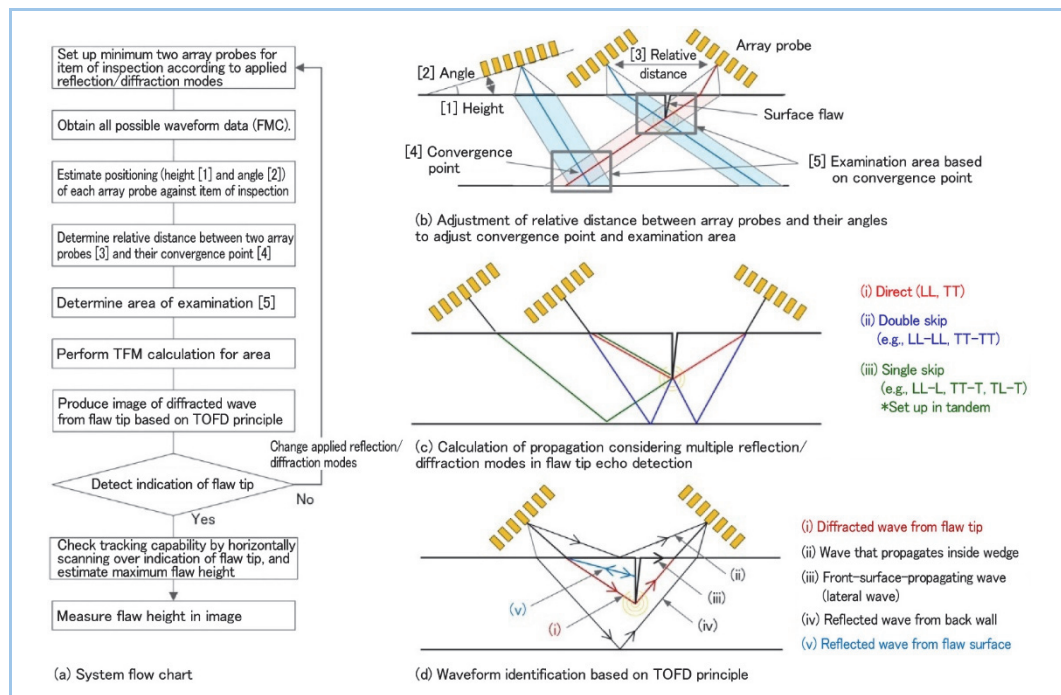 Set up minimum two array probes for
item of inspection according to applied
reflection/diffraction modes
Obtain all possible waveform data (FMC).
Estimate positioning (height [1] and angle [2])
of each array probe against item of inspection
Determine relative distance between two array
probes [3] and their convergence point [4]
Determine area of examination [5]
Perform TFM calculation for area
Produce image of diffracted wave
from flaw tip based on TOFD principle
Change applied reflection/
diffraction modes
Detect indication of flaw tip
No
Yes
Check tracking capability by horizontally
scanning over indication of flaw tip, and
estimate maximum flaw height
Measure flaw height in image
(a) System flow chart
[2] Angle
[3] Relative
distance
Array probe
[1] Height
Surface flaw
[4] Convergence
point
[5] Examination area based
on convergence point
(b) Adjustment of relative distance between array probes and their angles
to adjust convergence point and examination area
(i) Direct (LL, TT)
(ii) Double skip
(e.g., LL-LL, TT-TT)
(iii) Single skip
(e.g., LL-L, TT-T, TL-T)
*Set up in tandem
(c) Calculation of propagation considering multiple reflection/
diffraction modes in flaw tip echo detection
(ii)
(iii)
(v)
(i)
(iv)
(i) Diffracted wave from flaw tip
(ii) Wave that propagates inside wedge
(iii) Front-surface-propagating wave
(lateral wave)
(iv) Reflected wave from back wall
(v) Reflected wave from flaw surface
(d) Waveform identification based on TOFD principle